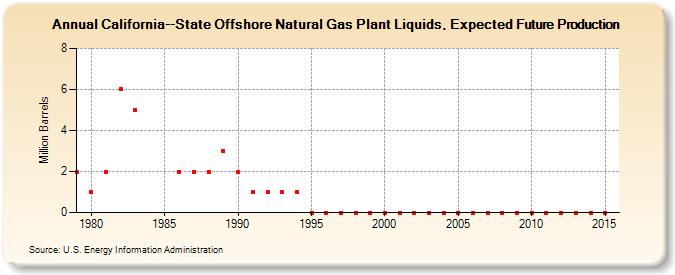 Annual California--State Offshore Natural Gas Plant Liquids, Expected Future Production
Million Barrels
8
6
4
2
0
1980 1985 1990 1995 2000 2005 2010 2015
Source: U.S. Energy Information Administration